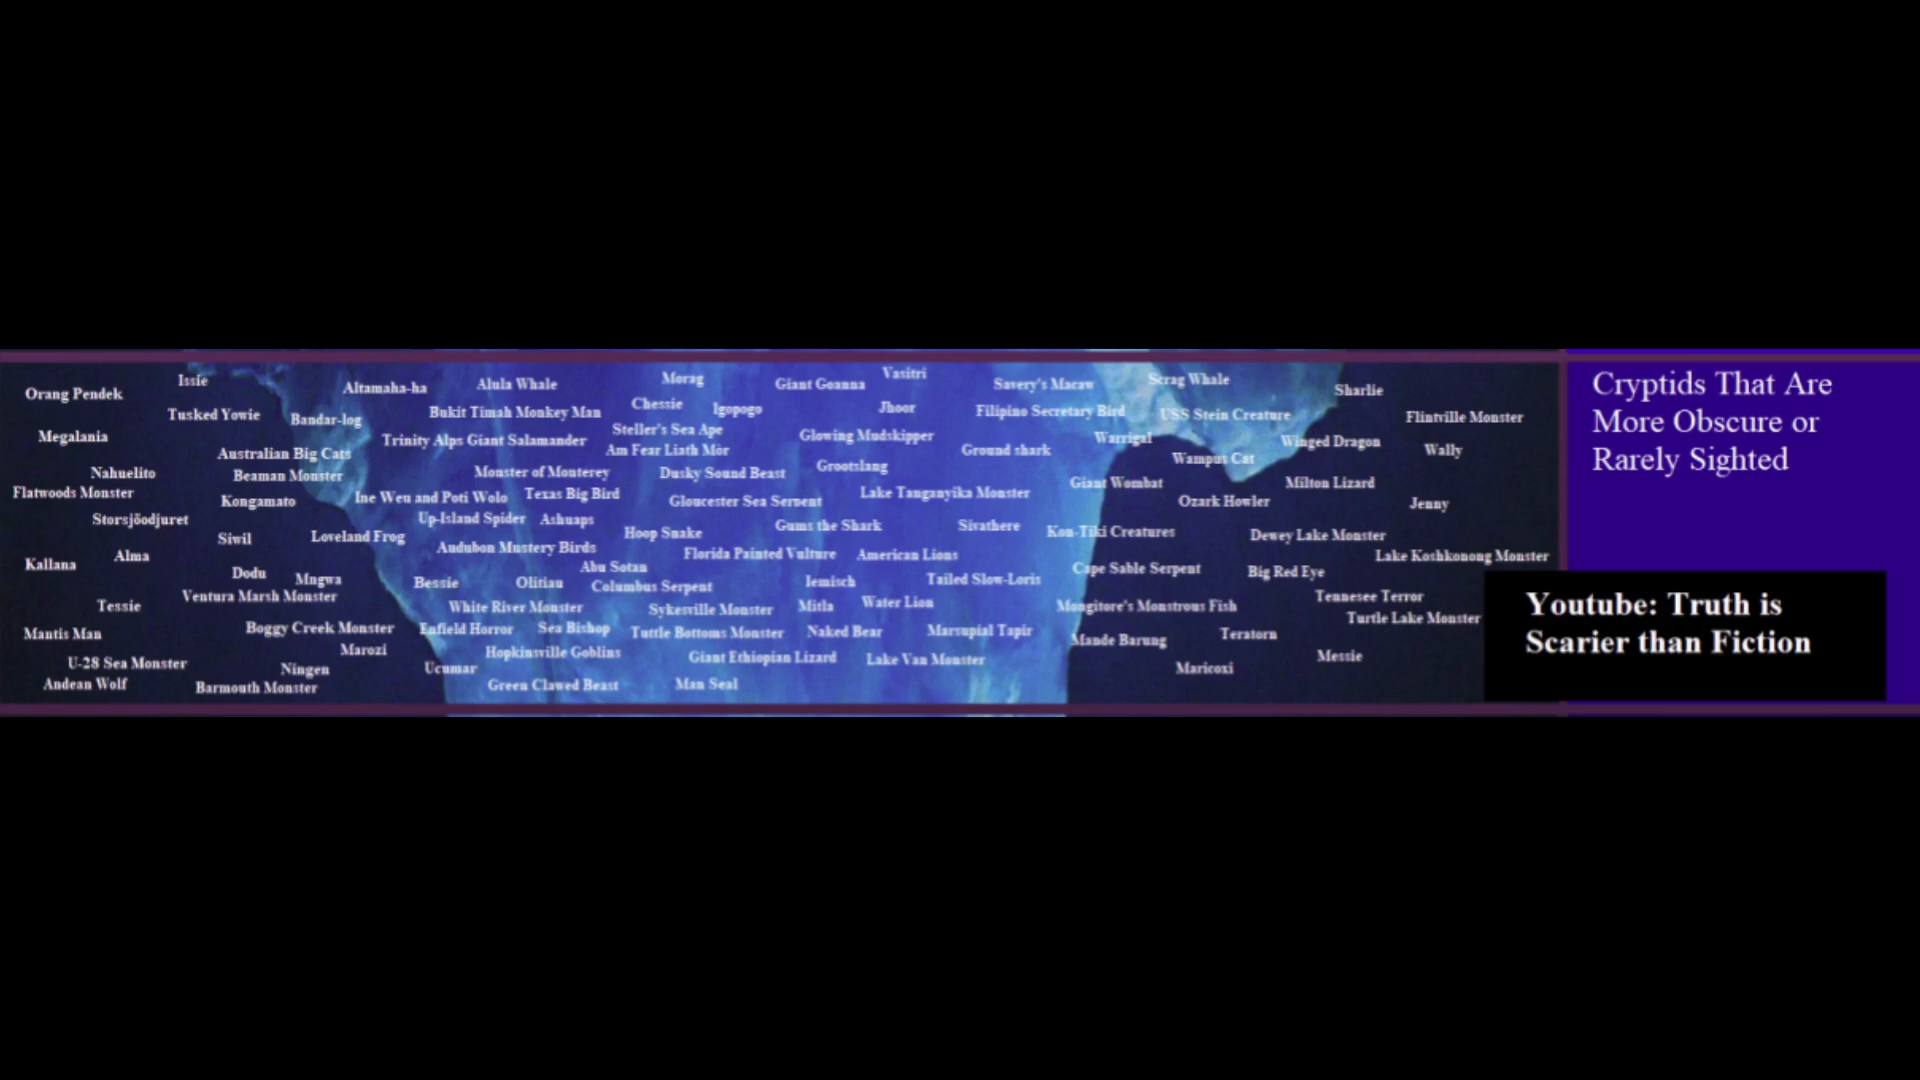 Orang Pendek
Issie
Altamaha-ha
Alula Whale
Morag
Giant Goanna
Vasitri
Savery's Macaw
Scrag Whale
Sharlie
Tusked Yowie
Bandar-log
Bukit Timah Monkey Man
Chessie
Igopogo
Jhoor
Filipino Secretary Bird
USS Stein Creature
Flintville Monster
Megalania
Trinity Alps Giant Salamander
Steller's Sea Ape
Glowing Mudskipper
Warrigal
Winged Dragon
Australian Big Cats
Am Fear Liath Mor
Ground shark
Wampus Cat
Wally
Nahuelito
Beaman Monster
Monster of Monterey
Dusky Sound Beast
Grootslang
Giant Wombat
Milton Lizard
Flatwoods Monster
Kongamato
Ine Weu and Poti Wolo
Texas Big Bird
Gloucester Sea Serpent
Lake Tanganyika Monster
Ozark Howler
Jenny
Storsjöodjuret
Siwil
Loveland Frog
Up-Island Spider
Ashuaps
Hoop Snake
Gums the Shark
Sivathere
Kon-Tiki Creatures
Dewey Lake Monster
Kallana
Alma
Audubon Mustery Birds
Florida Painted Vulture
American Lions
Lake Koshkonong Monster
Dodu
Mngwa
Bessie
Olitiau
Abu Sotan
Columbus Serpent
Iemisch
Tailed Slow-Loris
Cape Sable Serpent
Big Red Eye
Tessie
Ventura Marsh Monster
White River Monster
Sykesville Monster
Mitla
Water Lion
Mongitore's Monstrous Fish
Tennesee Terror
Mantis Man
Boggy Creek Monster
Enfield Horror
Sea Bishop
Tuttle Bottoms Monster
Naked Bear
Marsupial Tapir
Mande Barung
Teratorn
Turtle Lake Monster
U-28 Sea Monster
Ningen
Marozi
Ucumar
Hopkinsville Goblins
Giant Ethiopian Lizard
Lake Van Monster
Maricoxi
Messie
Andean Wolf
Barmouth Monster
Green Clawed Beast
Man Seal
Cryptids That Are
More Obscure or
Rarely Sighted
Youtube: Truth is
Scarier than Fiction